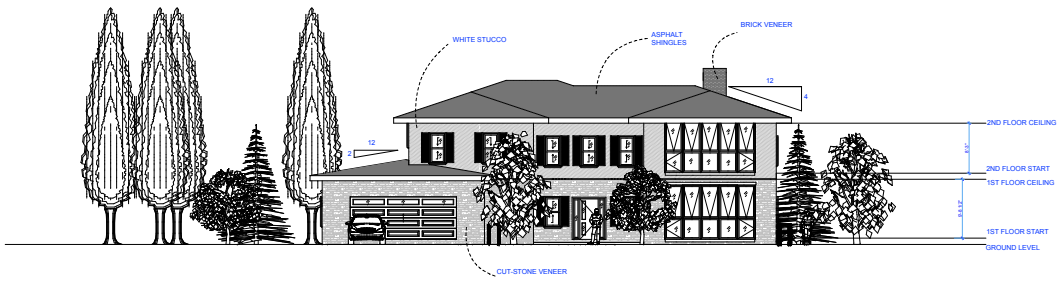 BRICK VENEER
WHITE STUCCO
ASPHALT
SHINGLES
12
4
2ND FLOOR CEILING
12
2
2ND FLOOR START
1ST FLOOR CEILING
1ST FLOOR START
GROUND LEVEL
CUT-STONE VENEER